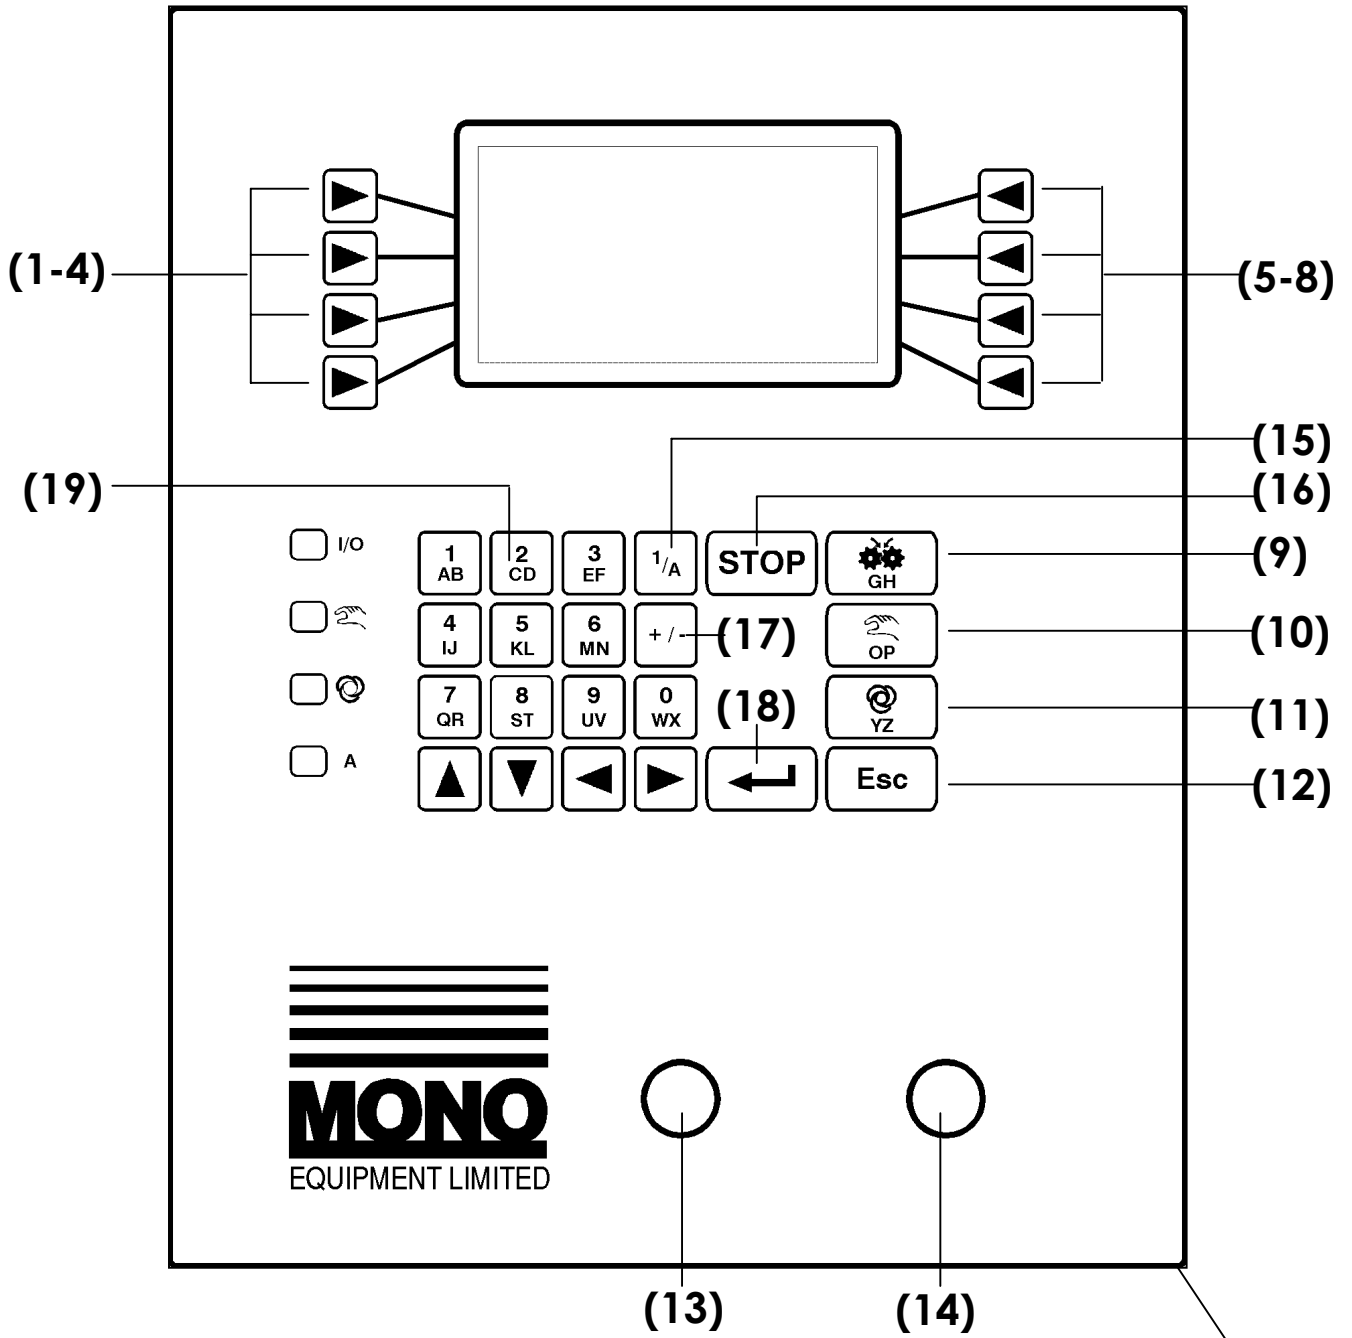 (1-4)
(5-8)
(15)
(19)
(16)
I/O
1 2 3 1/A STOP
AB CD EF GH
(9)
4 5 6 + / - (17)
IJ KL MN OP
(10)
7 8 9 0 (18)
QR ST UV WX YZ
(11)
A
Esc
(12)
MONO
EQUIPMENT LIMITED
(13)
(14)